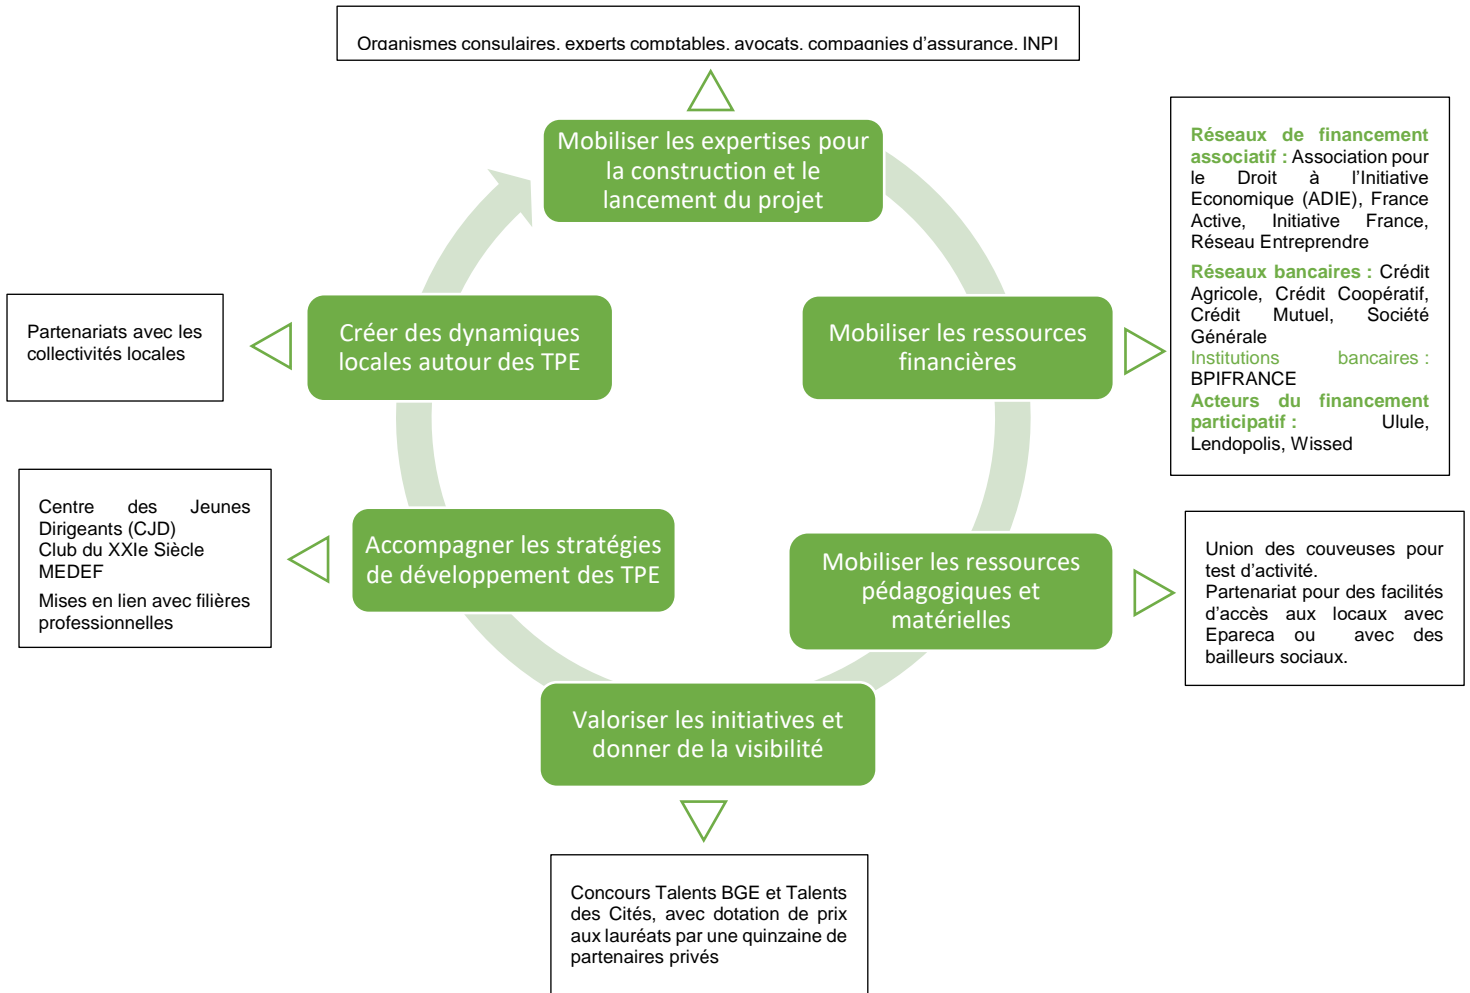 Organismes consulaires, experts comptables, avocats, compagnies d'assurance, INPI
Mobiliser les expertises pour
la construction et le
lancement du projet
Réseaux de financement
associatif : Association pour
le Droit à l'Initiative
Economique (ADIE), France
Active, Initiative France,
Réseau Entreprendre
Réseaux bancaires : Crédit
Agricole, Crédit Coopératif,
Crédit Mutuel, Société
Générale
Institutions bancaires :
BPIFRANCE
Acteurs du financement
participatif : Ulule,
Lendopolis, Wissed
Mobiliser les ressources
financières
Créer des dynamiques
locales autour des TPE
Partenariats avec les
collectivités locales
Centre des Jeunes
Dirigeants (CJD)
Club du XXIe Siècle
MEDEF
Mises en lien avec filières
professionnelles
Accompagner les stratégies
de développement des TPE
Mobiliser les ressources
pédagogiques et
matérielles
Union des couveuses pour
test d'activité.
Partenariat pour des facilités
d'accès aux locaux avec
Epareca ou avec des
bailleurs sociaux.
Valoriser les initiatives et
donner de la visibilité
Concours Talents BGE et Talents
des Cités, avec dotation de prix
aux lauréats par une quinzaine de
partenaires privés